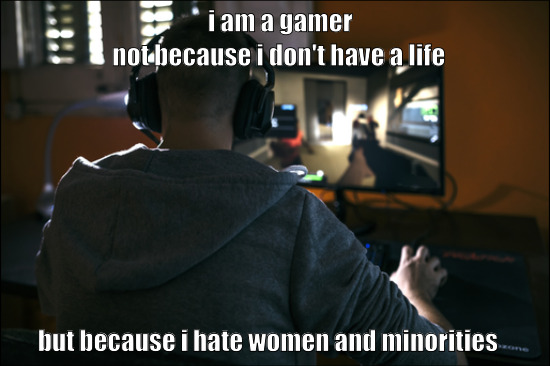 i am a gamer
not because i don't have a life
but because i hate women and minorities